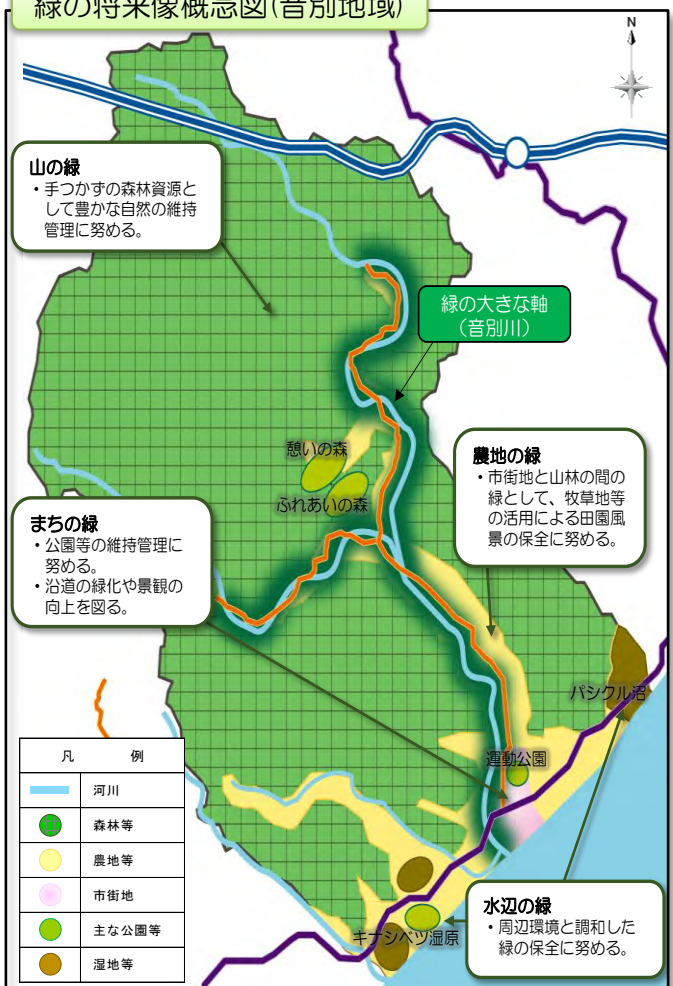 緑の将来像概念図(音別地域)
N
山の緑
・手つかずの森林資源と
して豊かな自然の維持
管理に努める。
緑の大きな軸
(音別川)
憩いの森
ふれあいの森
農地の緑
・市街地と山林の間の
緑として、牧草地等
の活用による田園風
景の保全に努める。
まちの緑
・公園等の維持管理に
努める。
・沿道の緑化や景観の
向上を図る。
パシクル沼
運動公園
キナシベツ湿原
水辺の緑
・周辺環境と調和した
緑の保全に努める。
凡 例
河川
森林等
農地等
市街地
主な公園等
湿地等